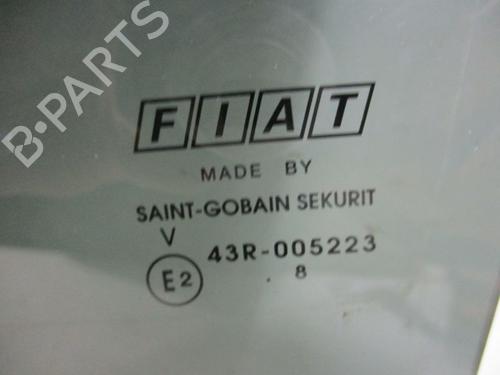 B·PARTS
FIAT
MADE BY
SAINT-GOBAIN SEKURIT
V
E2 43R-005223
. 8